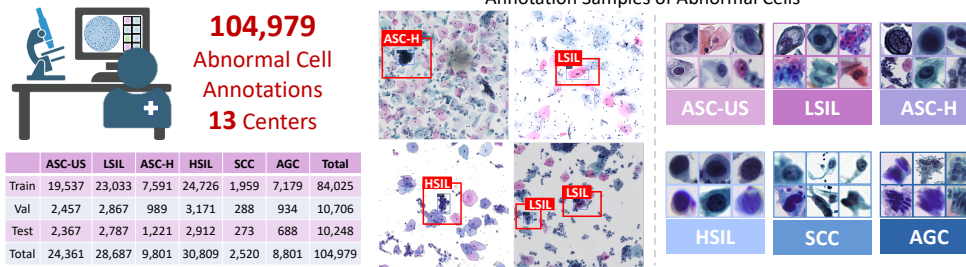 Annotation Samples of Abnormal Cells
104,979
Abnormal Cell
Annotations
13 Centers
ASC-US LSIL ASC-H HSIL SCC AGC Total
Train 19,537 23,033 7,591 24,726 1,959 7,179 84,025
Val 2,457 2,867 989 3,171 288 934 10,706
Test 2,367 2,787 1,221 2,912 273 688 10,248
Total 24,361 28,687 9,801 30,809 2,520 8,801 104,979
ASC-H
LSIL
HSIL
LSIL
LSIL
ASC-US
LSIL
ASC-H
HSIL
SCC
AGC